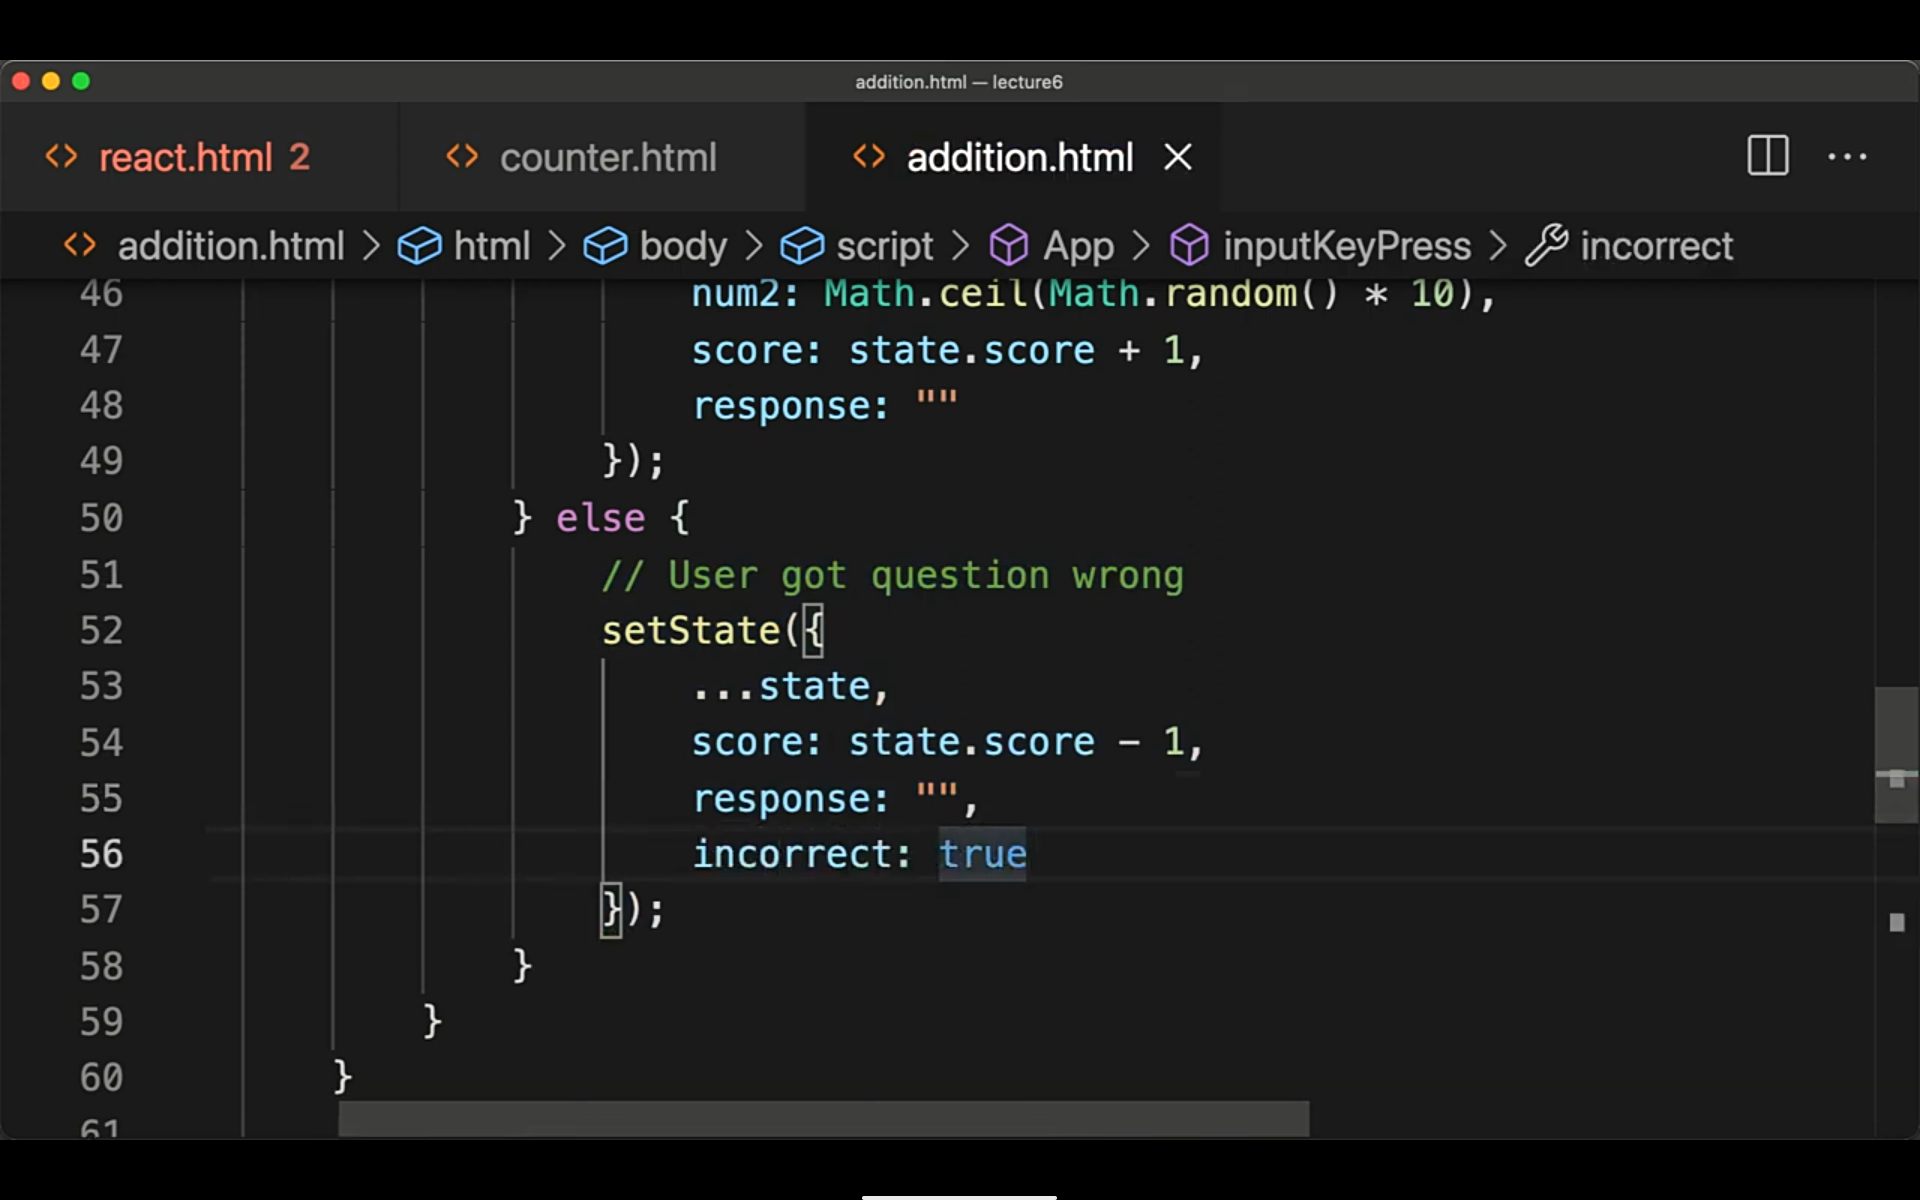 addition.html — lecture6
react.html 2 counter.html addition.html
addition.html > html > body > script > App > inputKeyPress > incorrect
46 num2: Math.ceil(Math.random() * 10),
47 score: state.score + 1,
48 response: ""
49 });
50 } else {
51 // User got question wrong
52 setState({
53 ...state,
54 score: state.score - 1,
55 response: "",
56 incorrect: true
57 });
58 }
59 }
60 }
61